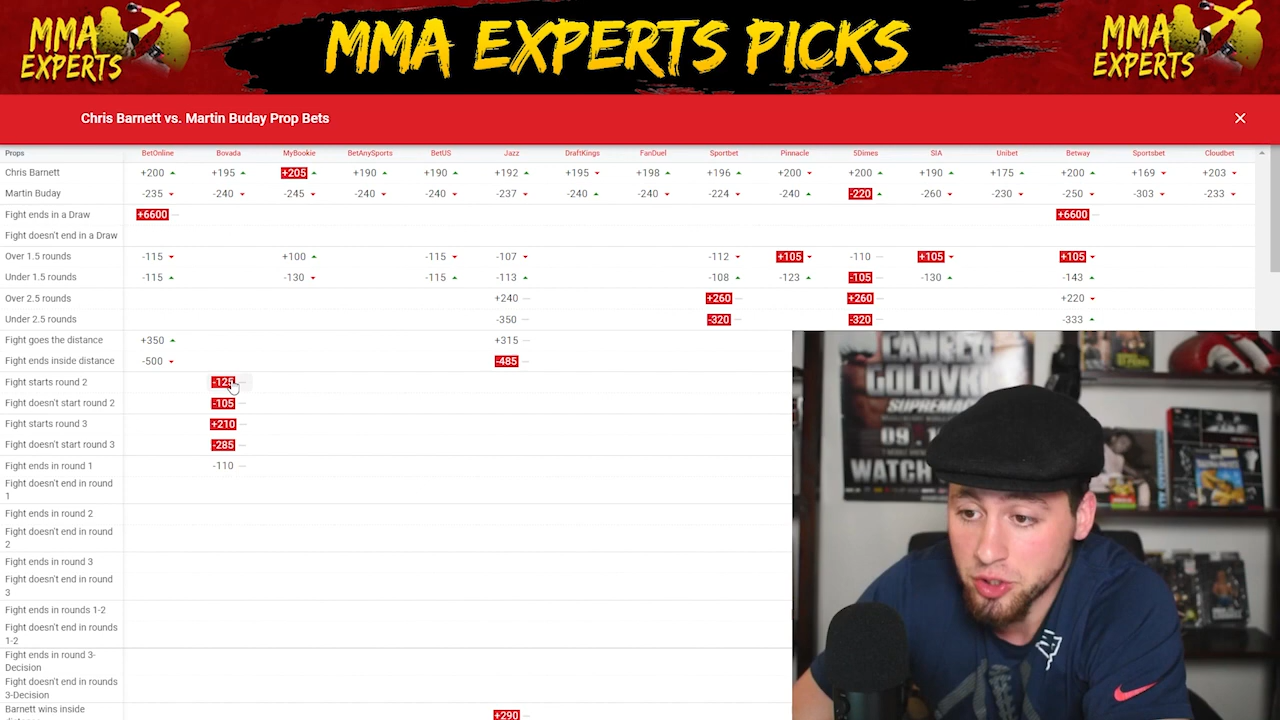 MMA EXPERTS
MMA EXPERTS PICKS
MMA EXPERTS
Chris Barnett vs. Martin Buday Prop Bets ×
Props BetOnline Bovada MyBookie BetAnySports BetUS Jazz DraftKings FanDuel Sportbet Pinnacle 5Dimes SIA Unibet Betway Sportsbet Cloudbet
Chris Barnett +200 +195 +205 +190 +190 +192 +195 +198 +196 +200 +200 +190 +175 +200 +169 +203
Martin Buday -235 -240 -245 -240 -240 -237 -240 -240 -224 -240 -220 -260 -230 -250 -303 -233
Fight ends in a Draw +6600 +6600
Fight doesn't end in a Draw
Over 1.5 rounds -115 +100 -115 -107 -112 +105 -110 +105 +105
Under 1.5 rounds -115 -130 -115 -113 -108 -123 -105 -130 -143
Over 2.5 rounds +240 +260 +260 +220
Under 2.5 rounds -350 -320 -320 -333
Fight goes the distance +350 +315
Fight ends inside distance -500 -485
Fight starts round 2 -125
Fight doesn't start round 2 -105
Fight starts round 3 +210
Fight doesn't start round 3 -285
Fight ends in round 1 -110
Fight doesn't end in round
1
Fight ends in round 2
Fight doesn't end in round
2
Fight ends in round 3
Fight doesn't end in round
3
Fight ends in rounds 1-2
Fight doesn't end in rounds
1-2
Fight ends in round 3-
Decision
Fight doesn't end in rounds
3-Decision
Barnett wins inside +290
CANELO
GOLOVK
SUPREMAC
09.1
WATCH